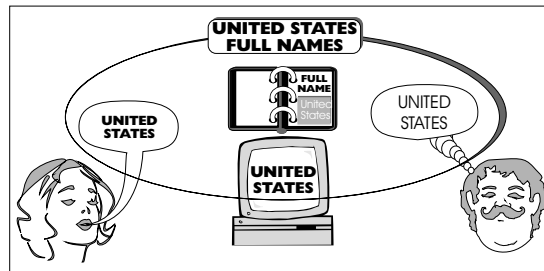 UNITED STATES
FULL NAMES
FULL
NAME
United
States
UNITED
STATES
UNITED
STATES
UNITED
STATES